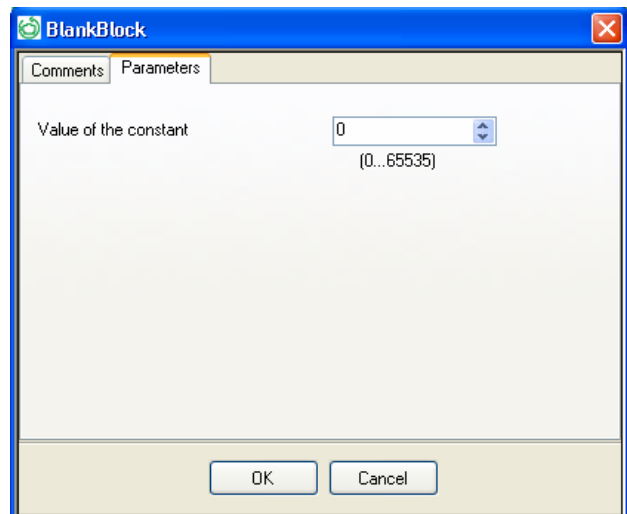 BlankBlock
Comments Parameters
Value of the constant 0
(0...65535)
OK Cancel